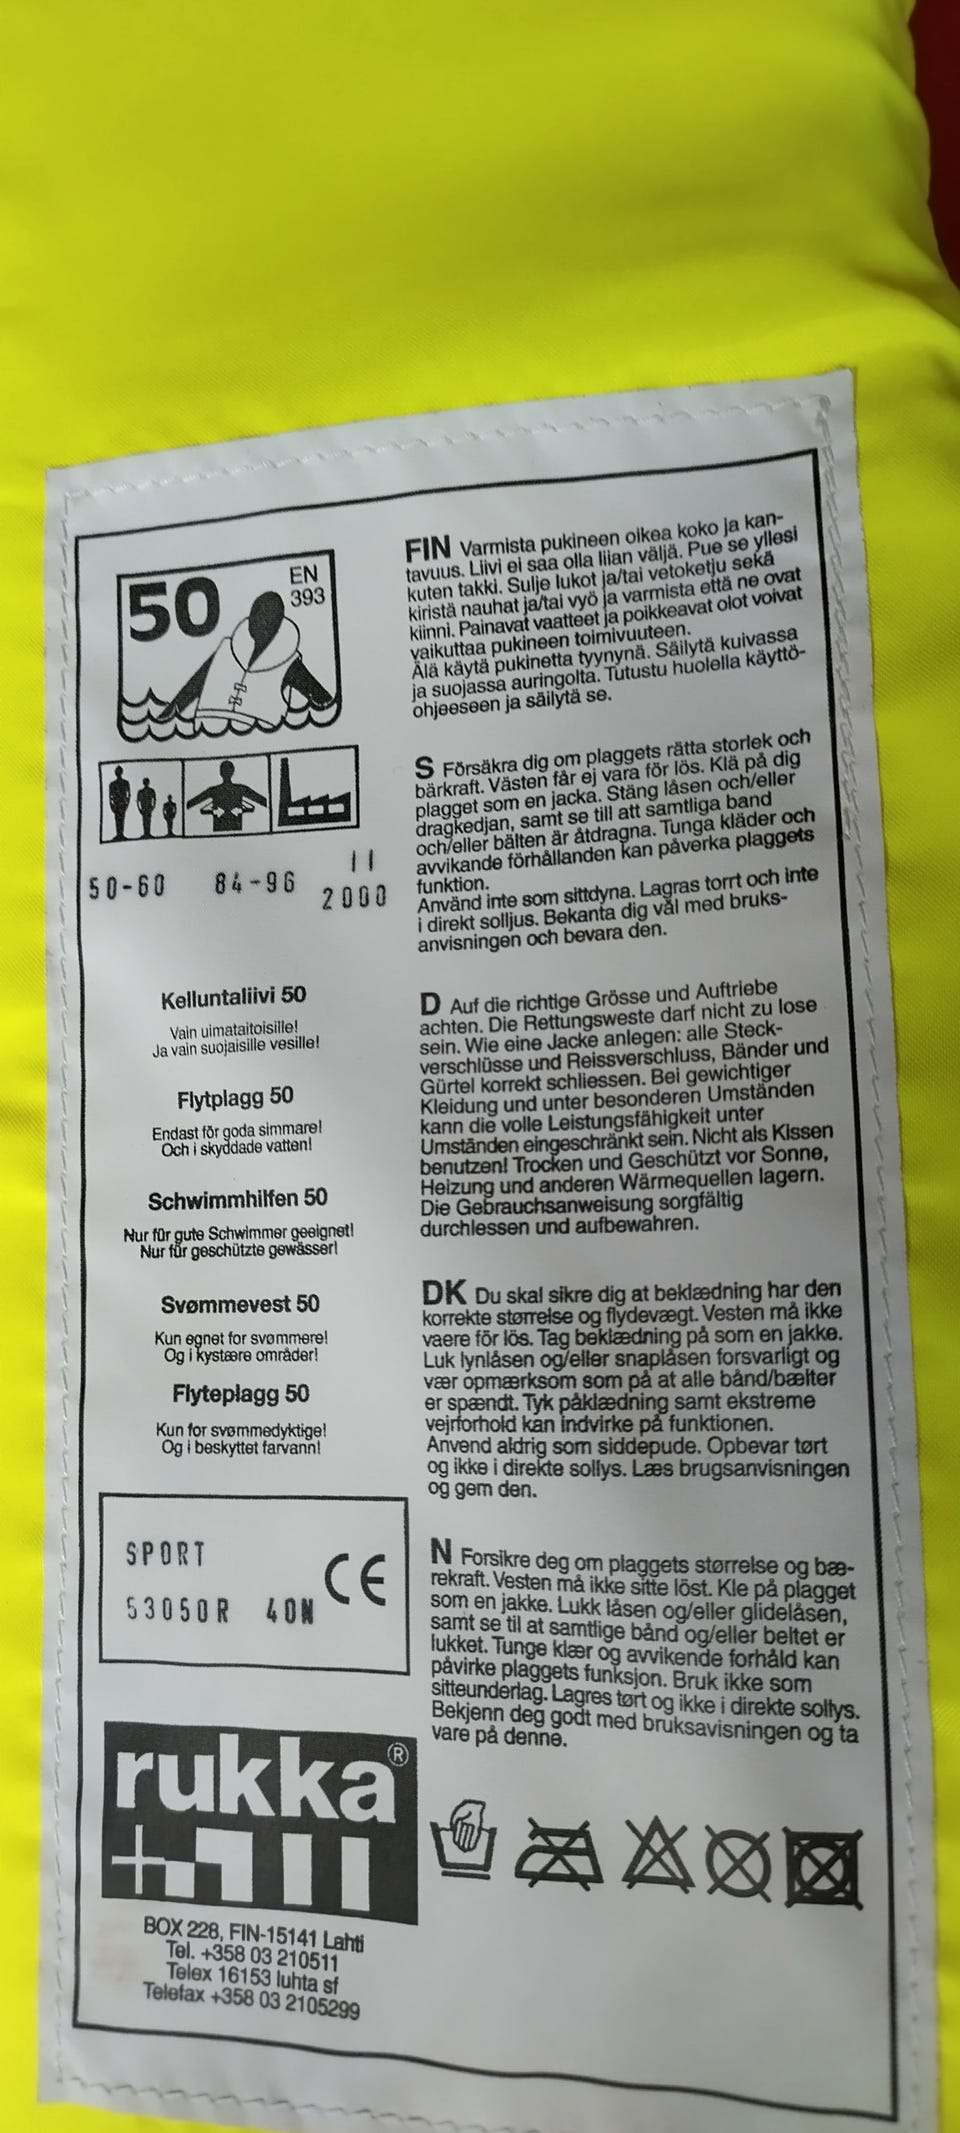 50
EN
393
50-60
84-96
11
2000
Kelluntaliivi 50
Vain uimataitoisille!
Ja vain suojaisille vesille!
Flytplagg 50
Endast för goda simmare!
Och i skyddade vatten!
Schwimmhilfen 50
Nur für gute Schwimmer geeignet!
Nur für geschützte gewässer!
Svømmevest 50
Kun egnet for svømmere!
Og i kystære områder!
Flyteplagg 50
Kun for svømmedyktige!
Og i beskyttet farvann!
SPORT
53050R 40N
CE
rukka®
BOX 228, FIN-15141 Lahti
Tel. +358 03 210511
Telex 16153 luhta sf
Telefax +358 03 2105299
FIN Varmista pukineen oikea koko ja kan-
tavuus. Liivi ei saa olla liian väljä. Pue se yllesi
kuten takki. Sulje lukot ja/tai vetoketju sekä
kiristä nauhat ja/tai vyö ja varmista että ne ovat
kiinni. Painavat vaatteet ja poikkeavat olot voivat
vaikuttaa pukineen toimivuuteen.
Älä käytä pukinetta tyynynä. Säilytä kuivassa
ja suojassa auringolta. Tutustu huolella käyttö-
ohjeeseen ja säilytä se.
S Försäkra dig om plaggets rätta storlek och
bärkraft. Västen får ej vara för lös. Klä på dig
plagget som en jacka. Stäng låsen och/eller
dragkedjan, samt se till att samtliga band
och/eller bälten är åtdragna. Tunga kläder och
avvikande förhållanden kan påverka plaggets
funktion.
Använd inte som sittdyna. Lagras torrt och inte
i direkt solljus. Bekanta dig väl med bruks-
anvisningen och bevara den.
D Auf die richtige Grösse und Auftriebe
achten. Die Rettungsweste darf nicht zu lose
sein. Wie eine Jacke anlegen: alle Steck-
verschlüsse und Reissverschluss, Bänder und
Gürtel korrekt schliessen. Bei gewichtiger
Kleidung und unter besonderen Umständen
kann die volle Leistungsfähigkeit unter
Umständen eingeschränkt sein. Nicht als Kissen
benutzen! Trocken und Geschützt vor Sonne,
Heizung und anderen Wärmequellen lagern.
Die Gebrauchsanweisung sorgfältig
durchlessen und aufbewahren.
DK Du skal sikre dig at beklædning har den
korrekte størrelse og flydevægt. Vesten må ikke
vaere för lös. Tag beklædning på som en jakke.
Luk lynlåsen og/eller snaplåsen forsvarligt og
vær opmærksom som på at alle bånd/bælter
er spændt. Tyk påklædning samt ekstreme
vejrforhold kan indvirke på funktionen.
Anvend aldrig som siddepude. Opbevar tørt
og ikke i direkte sollys. Læs brugsanvisningen
og gem den.
N Forsikre deg om plaggets størrelse og bæ-
rekraft. Vesten må ikke sitte löst. Kle på plagget
som en jakke. Lukk låsen og/eller glidelåsen,
samt se til at samtlige bånd og/eller beltet er
lukket. Tunge klær og avvikende forhåld kan
påvirke plaggets funksjon. Bruk ikke som
sitteunderlag. Lagres tørt og ikke i direkte sollys.
Bekjenn deg godt med bruksavisningen og ta
vare på denne.